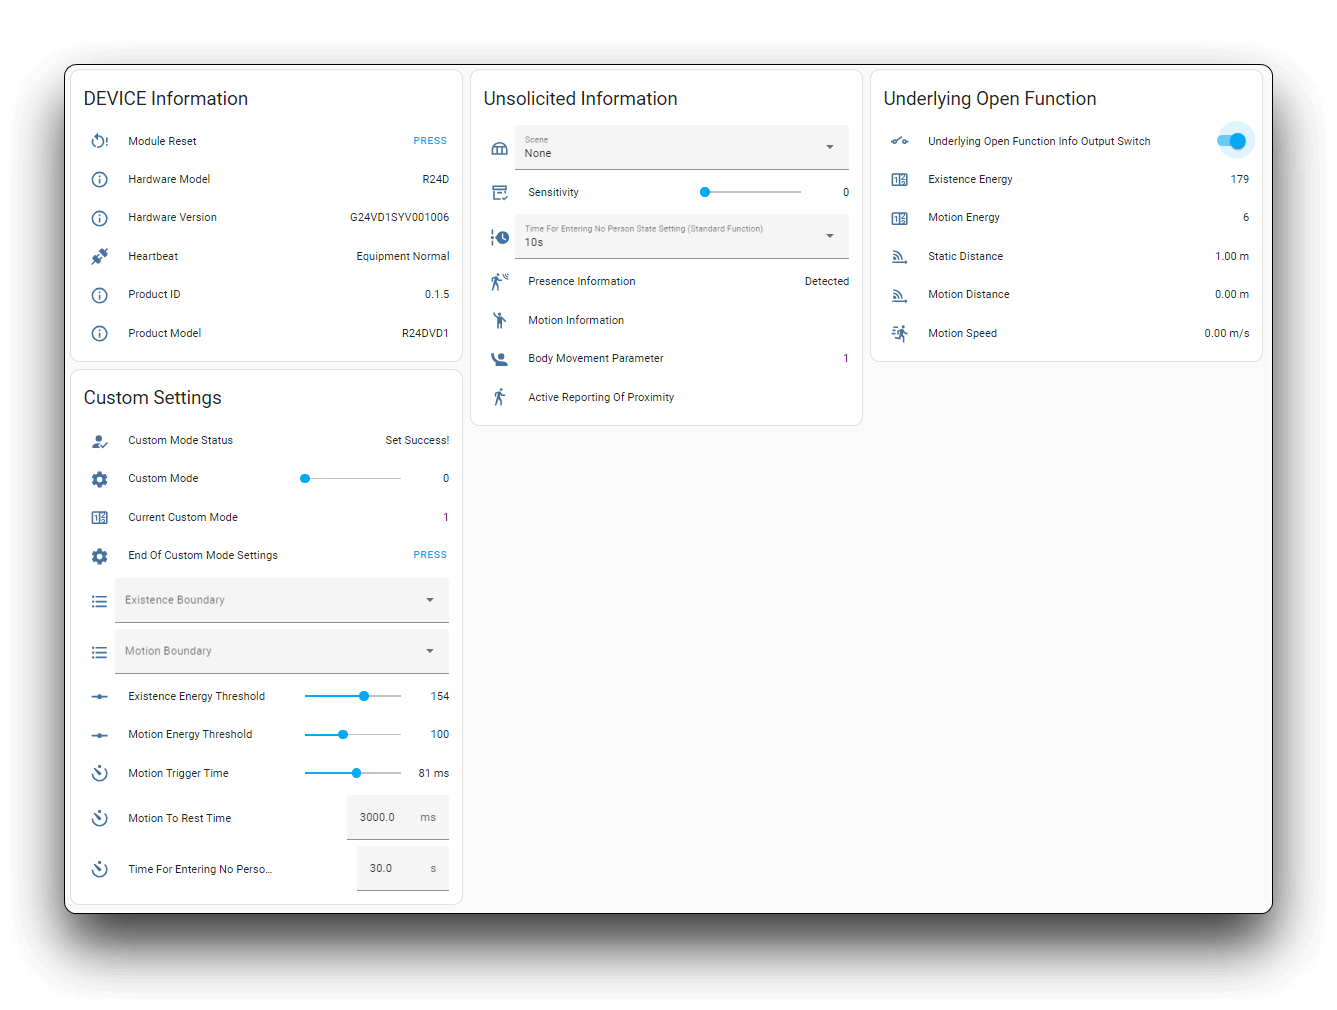 DEVICE Information
Module Reset PRESS
Hardware Model R24D
Hardware Version G24VD1SYV001006
Heartbeat Equipment Normal
Product ID 0.1.5
Product Model R24DVD1
Custom Settings
Custom Mode Status Set Success!
Custom Mode 0
Current Custom Mode 1
End Of Custom Mode Settings PRESS
Existence Boundary
Motion Boundary
Existence Energy Threshold 154
Motion Energy Threshold 100
Motion Trigger Time 81 ms
Motion To Rest Time 3000.0 ms
Time For Entering No Perso... 30.0 s
Unsolicited Information
Scene
None
Sensitivity 0
Time For Entering No Person State Setting (Standard Function)
10s
Presence Information Detected
Motion Information
Body Movement Parameter 1
Active Reporting Of Proximity
Underlying Open Function
Underlying Open Function Info Output Switch
Existence Energy 179
Motion Energy 6
Static Distance 1.00 m
Motion Distance 0.00 m
Motion Speed 0.00 m/s